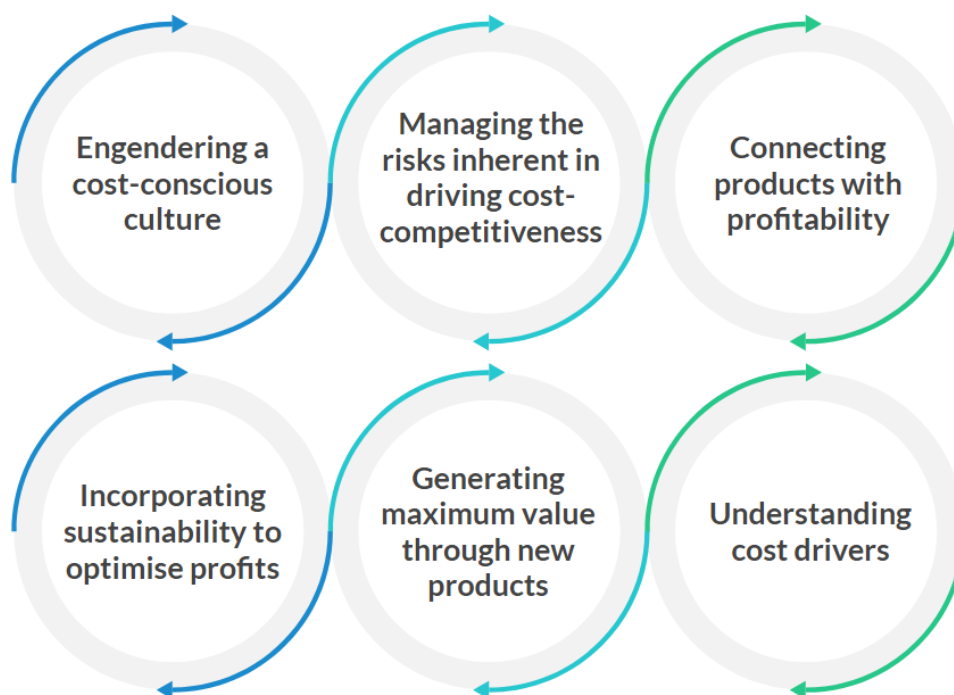 Engendering a
cost-conscious
culture
Managing the
risks inherent in
driving cost-
competitiveness
Connecting
products with
profitability
Incorporating
sustainability to
optimise profits
Generating
maximum value
through new
products
Understanding
cost drivers